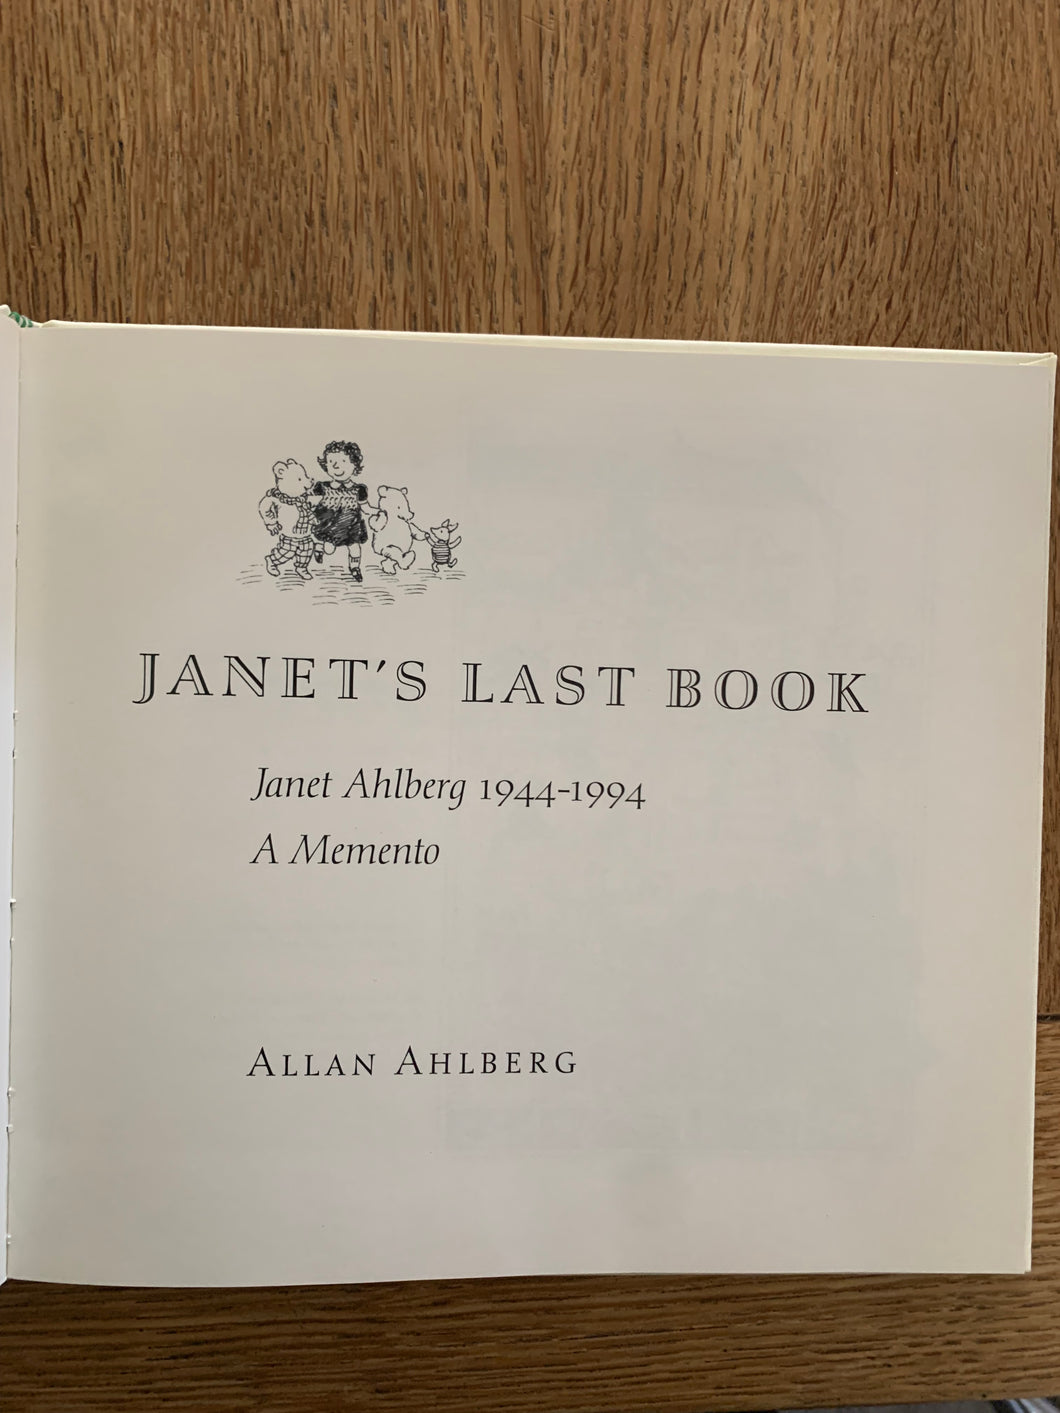 JANET'S LAST BOOK
Janet Ahlberg 1944-1994
A Memento
ALLAN AHLBERG